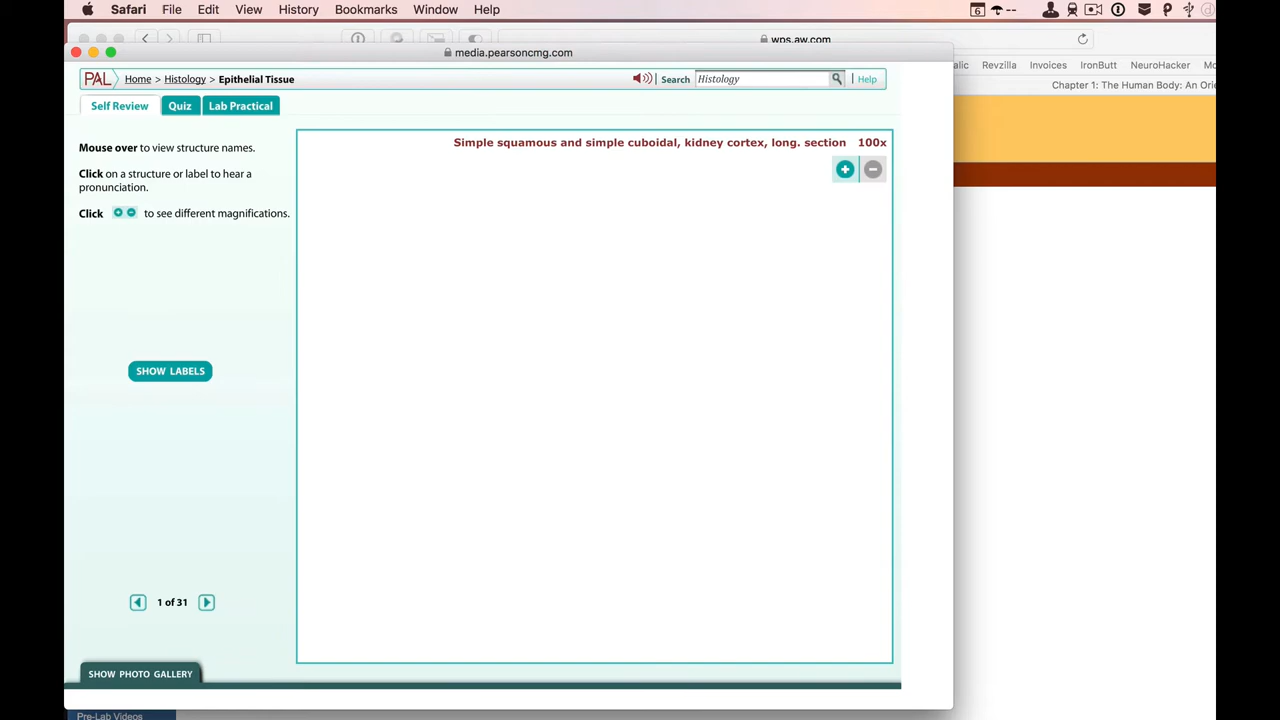 Safari File Edit View History Bookmarks Window Help
6 --
wps.aw.com
media.pearsoncmg.com
alic Revzilla Invoices IronButt NeuroHacker Mo
Chapter 1: The Human Body: An Orie
PAL Home > Histology > Epithelial Tissue Search Histology Help
Self Review Quiz Lab Practical
Mouse over to view structure names.
Click on a structure or label to hear a
pronunciation.
Click to see different magnifications.
Simple squamous and simple cuboidal, kidney cortex, long. section 100x
SHOW LABELS
1 of 31
SHOW PHOTO GALLERY
Pre-Lab Videos